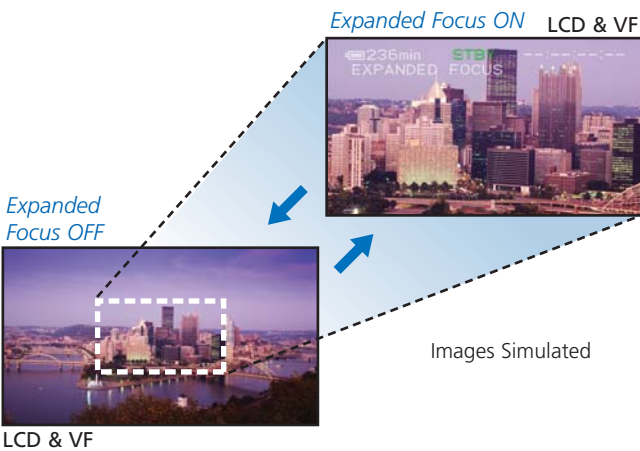 Expanded Focus ON LCD & VF
236min STBY
EXPANDED FOCUS
Expanded
Focus OFF
Images Simulated
LCD & VF